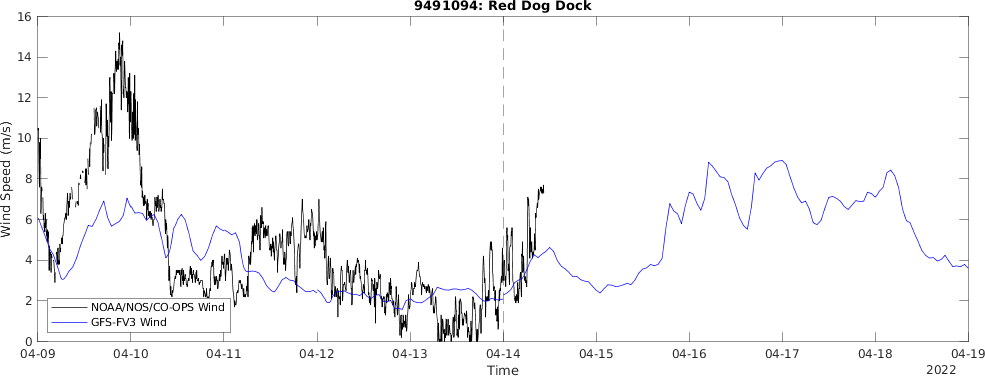 9491094: Red Dog Dock
16
14
12
10
8
6
4
2
0
Wind Speed (m/s)
NOAA/NOS/CO-OPS Wind
GFS-FV3 Wind
04-09 04-10 04-11 04-12 04-13 04-14 04-15 04-16 04-17 04-18 04-19
Time
2022